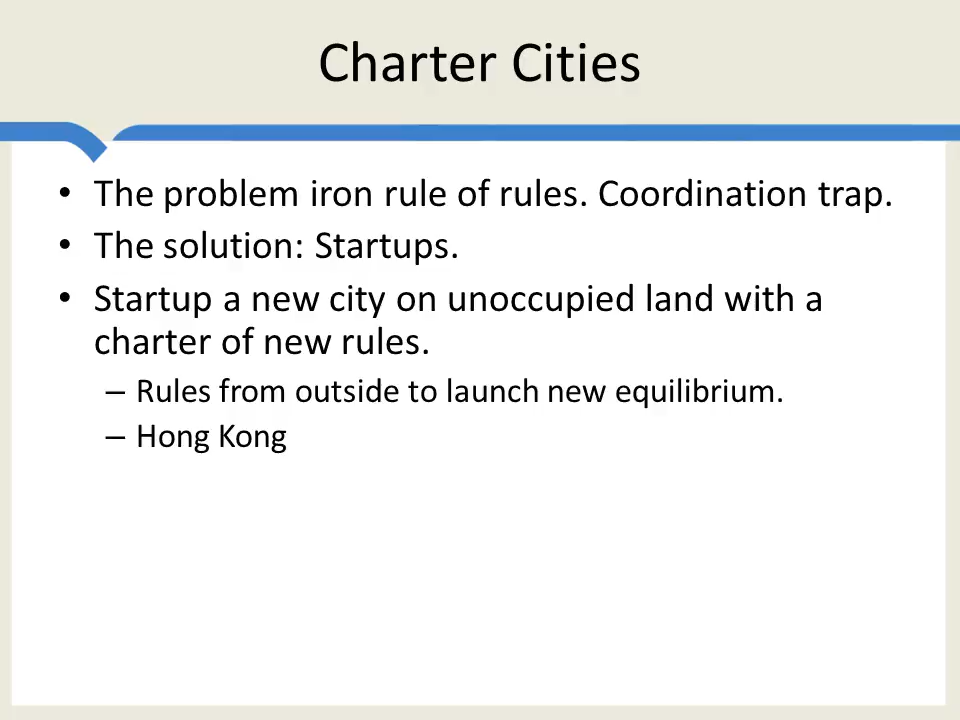 Charter Cities
• The problem iron rule of rules. Coordination trap.
• The solution: Startups.
• Startup a new city on unoccupied land with a
charter of new rules.
– Rules from outside to launch new equilibrium.
– Hong Kong